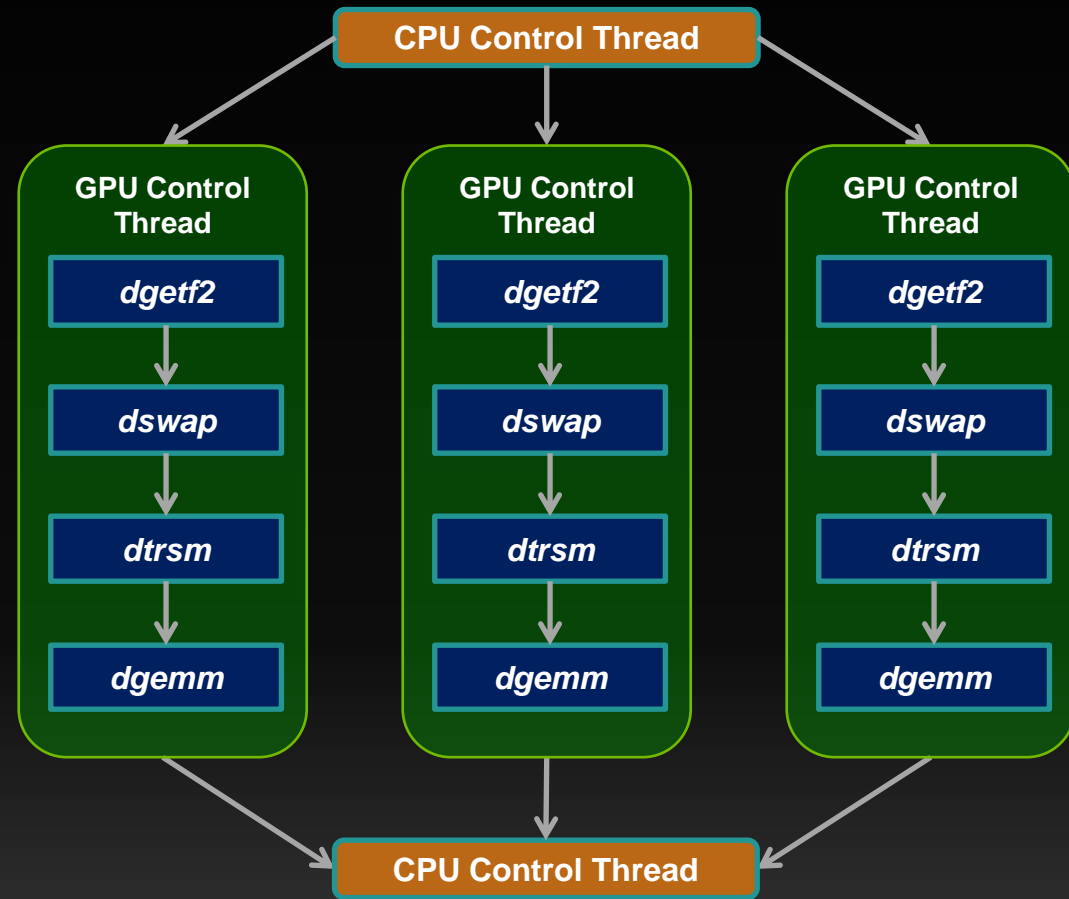 CPU Control Thread
GPU Control
Thread
dgetf2
dswap
dtrsm
dgemm
GPU Control
Thread
dgetf2
dswap
dtrsm
dgemm
GPU Control
Thread
dgetf2
dswap
dtrsm
dgemm
CPU Control Thread